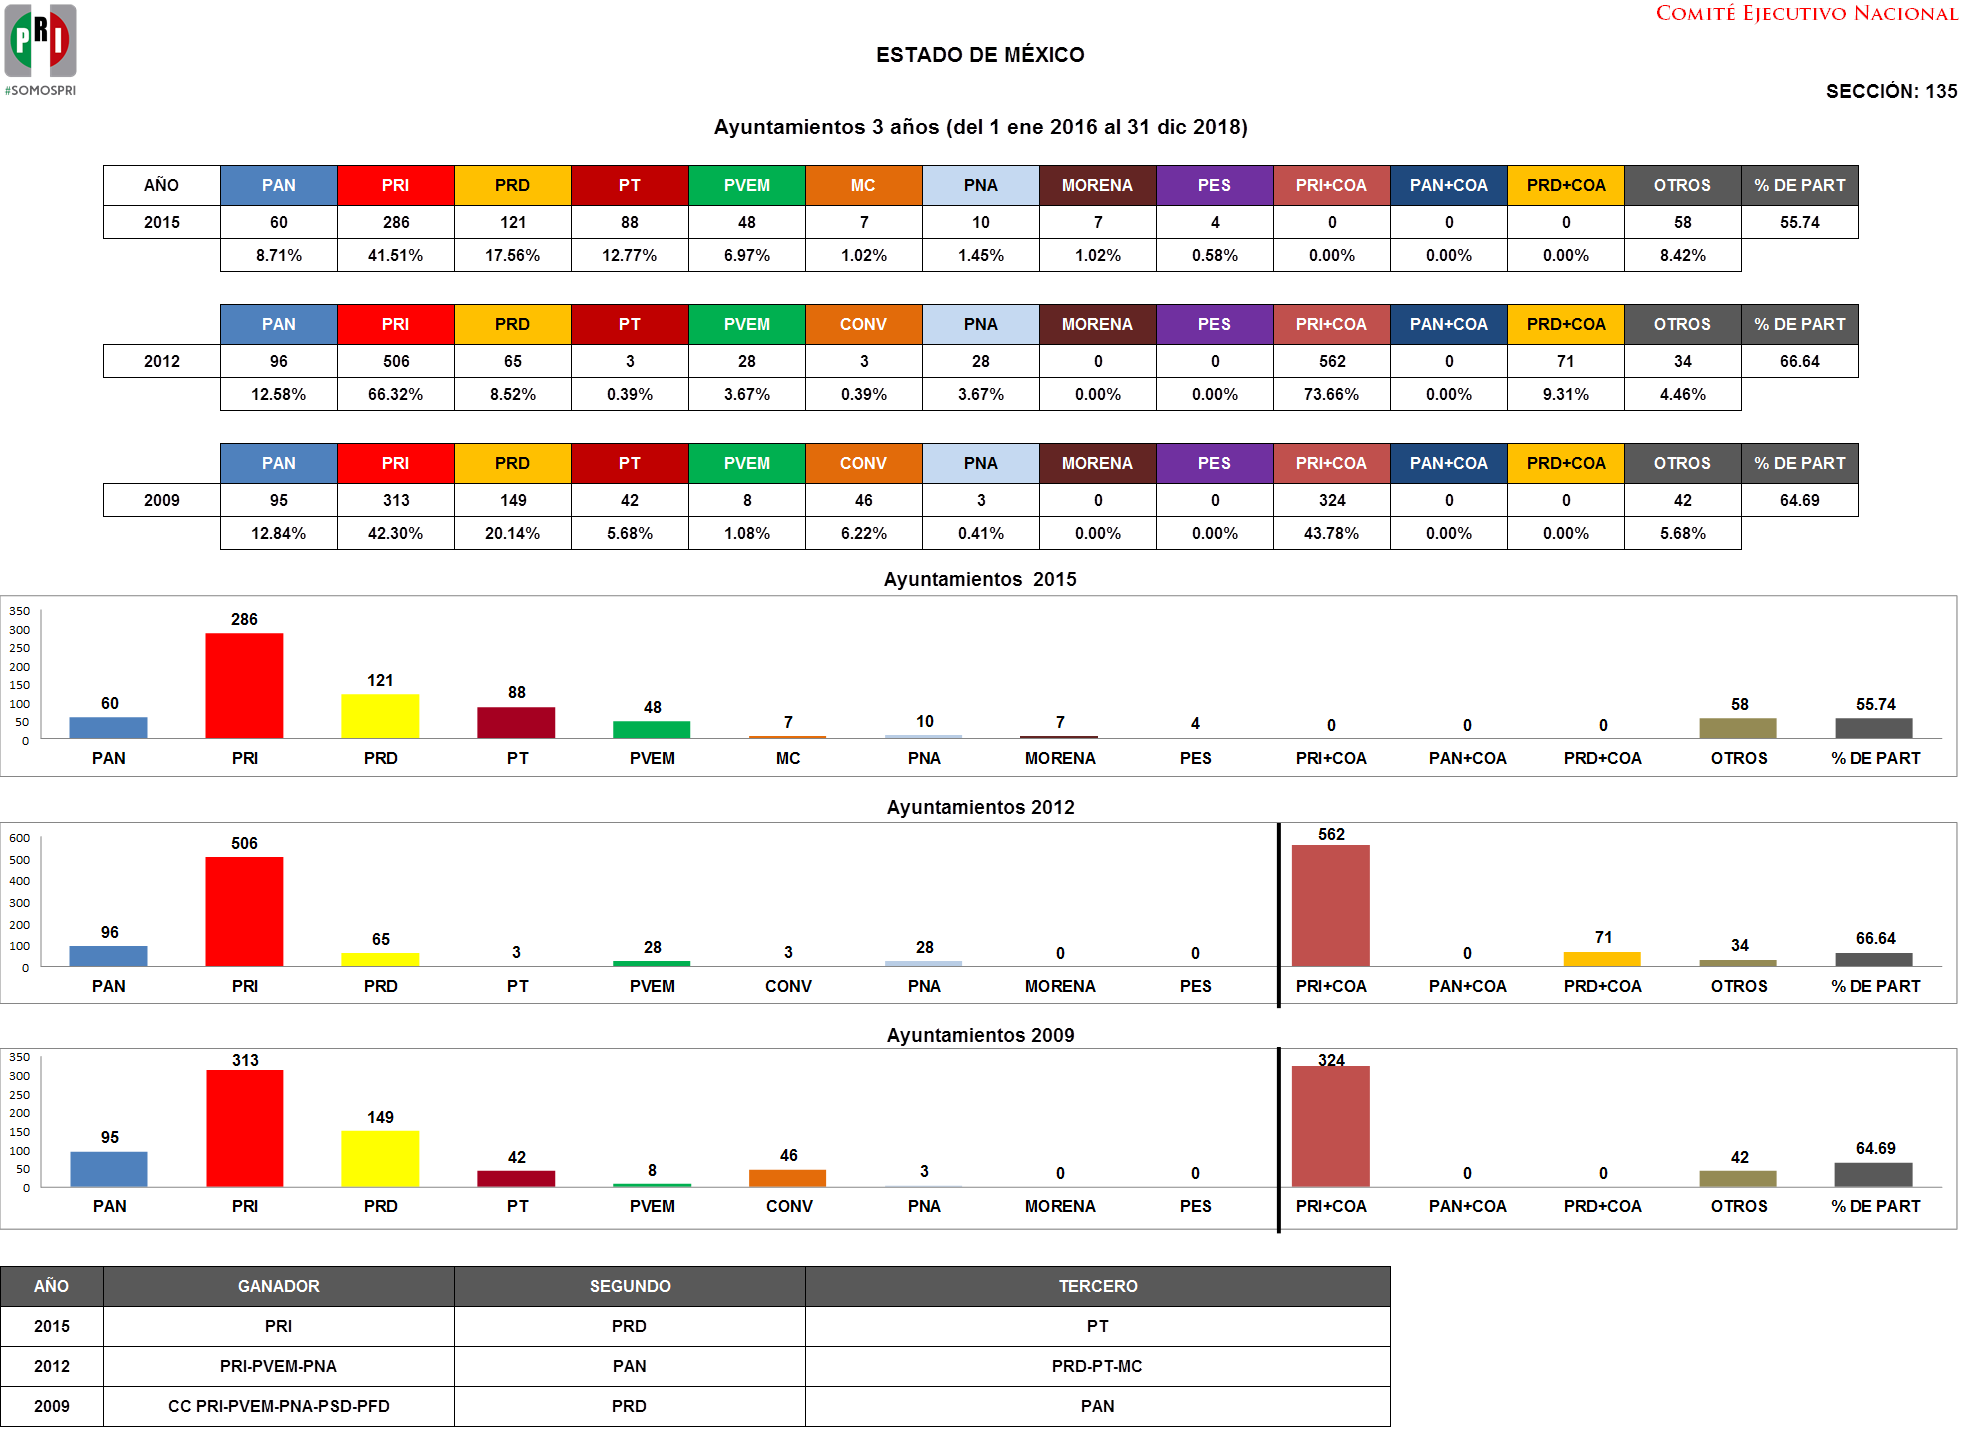 PRI
#SOMOSPRI
COMITÉ EJECUTIVO NACIONAL
ESTADO DE MÉXICO
SECCIÓN: 135
Ayuntamientos 3 años (del 1 ene 2016 al 31 dic 2018)
AÑO PAN PRI PRD PT PVEM MC PNA MORENA PES PRI+COA PAN+COA PRD+COA OTROS % DE PART
2015 60 286 121 88 48 7 10 7 4 0 0 0 58 55.74
8.71% 41.51% 17.56% 12.77% 6.97% 1.02% 1.45% 1.02% 0.58% 0.00% 0.00% 0.00% 8.42%
PAN PRI PRD PT PVEM CONV PNA MORENA PES PRI+COA PAN+COA PRD+COA OTROS % DE PART
2012 96 506 65 3 28 3 28 0 0 562 0 71 34 66.64
12.58% 66.32% 8.52% 0.39% 3.67% 0.39% 3.67% 0.00% 0.00% 73.66% 0.00% 9.31% 4.46%
PAN PRI PRD PT PVEM CONV PNA MORENA PES PRI+COA PAN+COA PRD+COA OTROS % DE PART
2009 95 313 149 42 8 46 3 0 0 324 0 0 42 64.69
12.84% 42.30% 20.14% 5.68% 1.08% 6.22% 0.41% 0.00% 0.00% 43.78% 0.00% 0.00% 5.68%
Ayuntamientos 2015
350
300
250
200
150
100
50
0
60 286 121 88 48 7 10 7 4 0 0 0 58 55.74
PAN PRI PRD PT PVEM MC PNA MORENA PES PRI+COA PAN+COA PRD+COA OTROS % DE PART
Ayuntamientos 2012
600
500
400
300
200
100
0
96 506 65 3 28 3 28 0 0 562 0 71 34 66.64
PAN PRI PRD PT PVEM CONV PNA MORENA PES PRI+COA PAN+COA PRD+COA OTROS % DE PART
Ayuntamientos 2009
350
300
250
200
150
100
50
0
95 313 149 42 8 46 3 0 0 324 0 0 42 64.69
PAN PRI PRD PT PVEM CONV PNA MORENA PES PRI+COA PAN+COA PRD+COA OTROS % DE PART
AÑO GANADOR SEGUNDO TERCERO
2015 PRI PRD PT
2012 PRI-PVEM-PNA PAN PRD-PT-MC
2009 CC PRI-PVEM-PNA-PSD-PFD PRD PAN